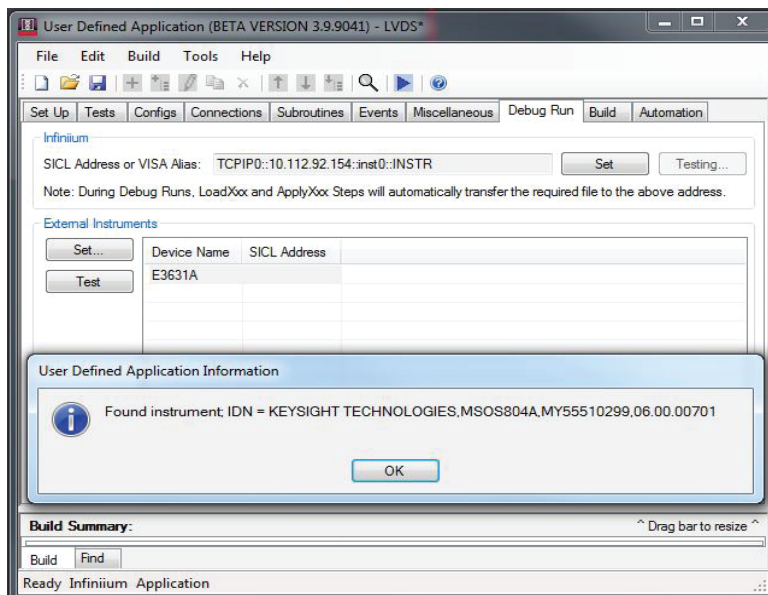 User Defined Application (BETA VERSION 3.9.9041) - LVDS*
File Edit Build Tools Help
Set Up Tests Configs Connections Subroutines Events Miscellaneous Debug Run Build Automation
Infiniium
SICL Address or VISA Alias: TCPIP0::10.112.92.154::inst0::INSTR Set Testing...
Note: During Debug Runs, LoadXxx and ApplyXxx Steps will automatically transfer the required file to the above address.
External Instruments
Set... Device Name SICL Address
Test E3631A
User Defined Application Information
Found instrument; IDN = KEYSIGHT TECHNOLOGIES,MSOS804A,MY55510299,06.00.00701
OK
Build Summary: ^ Drag bar to resize ^
Build Find
Ready Infiniium Application